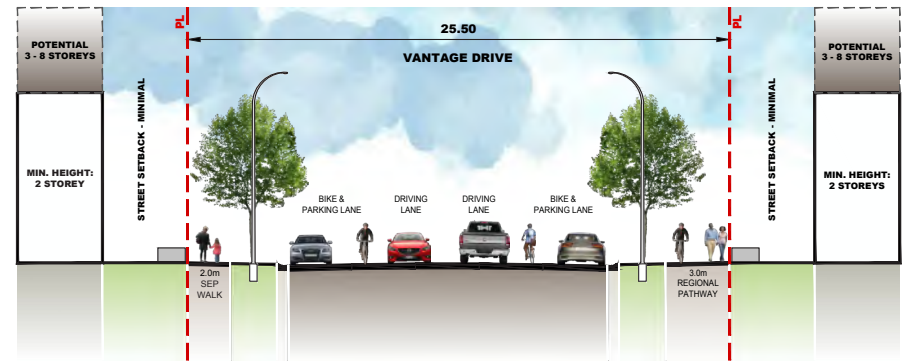 PL
25.50
PL
VANTAGE DRIVE
POTENTIAL
3 - 8 STOREYS
POTENTIAL
3 - 8 STOREYS
STREET SETBACK - MINIMAL
STREET SETBACK - MINIMAL
MIN. HEIGHT:
2 STOREY
MIN. HEIGHT:
2 STOREYS
BIKE &
PARKING LANE
DRIVING
LANE
DRIVING
LANE
BIKE &
PARKING LANE
2.0m
SEP
WALK
3.0m
REGIONAL
PATHWAY